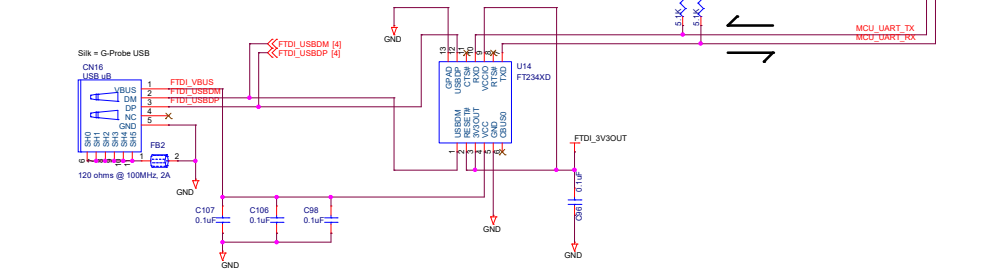 5.1K
5.1K
MCU_UART_TX
MCU_UART_RX
GND
FTDI_USBDM [4]
FTDI_USBDP [4]
Silk = G-Probe USB
CN16
USB uB
VBUS
DM
DP
NC
GND
1
2
3
4
5
FTDI_VBUS
FTDI_USBDM
FTDI_USBDP
SH0
SH1
SH2
SH3
SH4
SH5
6
FB2
1
2
120 ohms @ 100MHz, 2A
GND
13
12
11
10
9
8
7
GPAD
USBDP
CTS#
RXD
VCCIO
RTS#
TXD
U14
FT234XD
USBDM
RESET#
3V3OUT
VCC
GND
CBUS0
1
2
3
4
5
6
FTDI_3V3OUT
0.1uF
C96
GND
GND
C107
0.1uF
C106
0.1uF
C98
0.1uF
GND